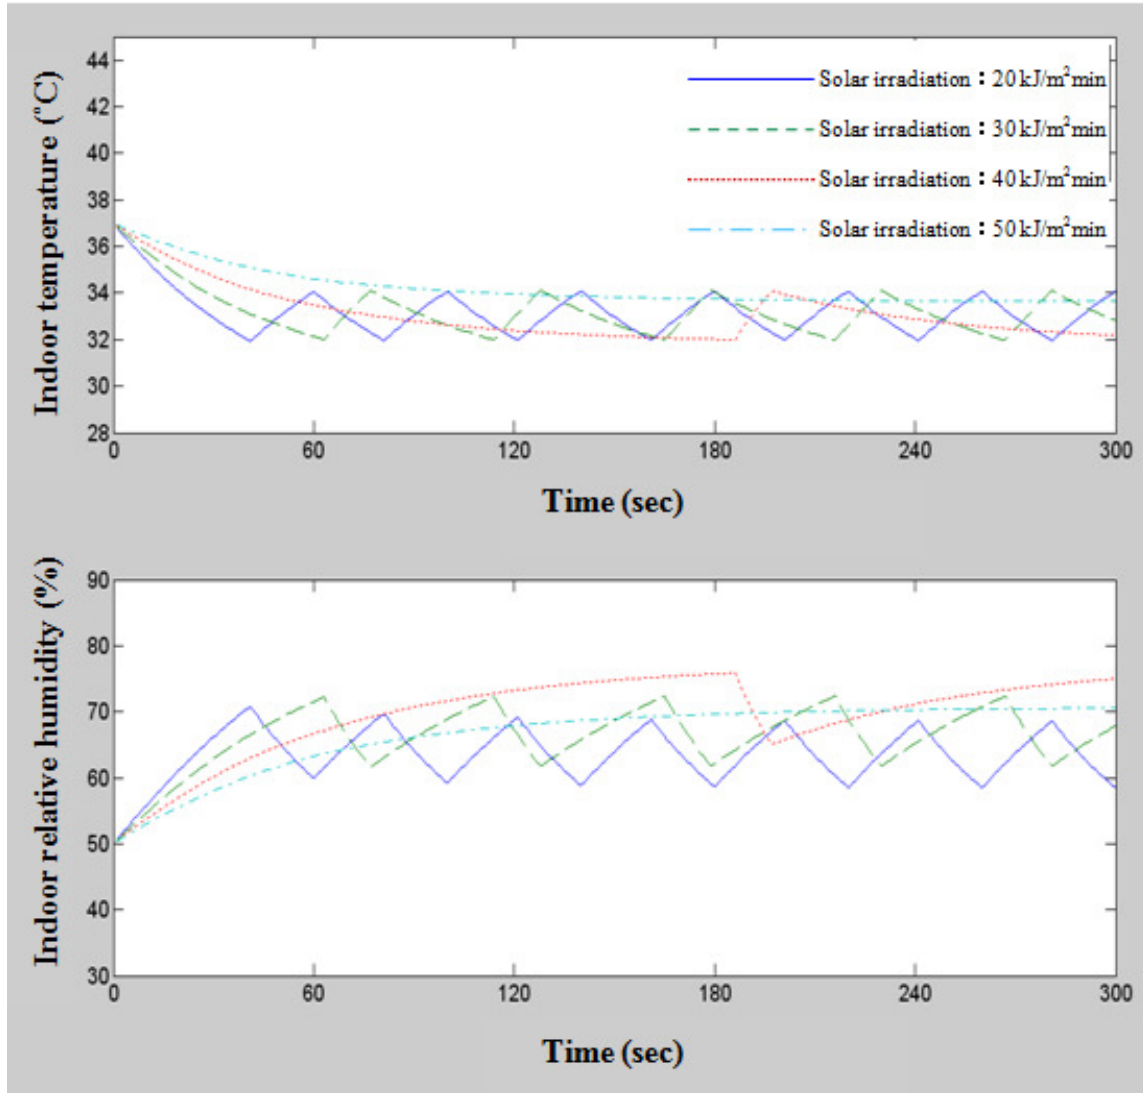 Indoor temperature (°C)
44
42
40
38
36
34
32
30
28
0 60 120 180 240 300
Time (sec)
Solar irradiation : 20 kJ/m²min
Solar irradiation : 30 kJ/m²min
Solar irradiation : 40 kJ/m²min
Solar irradiation : 50 kJ/m²min
Indoor relative humidity (%)
90
80
70
60
50
40
30
0 60 120 180 240 300
Time (sec)